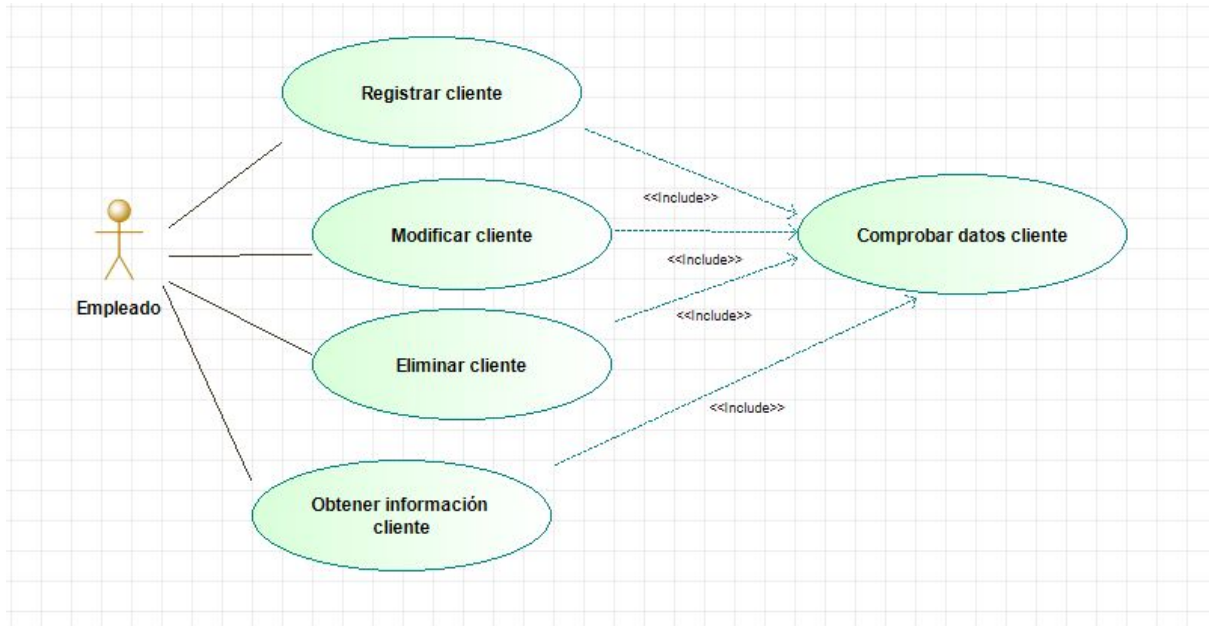 Registrar cliente
<<Include>>
Modificar cliente
Comprobar datos cliente
<<Include>>
Empleado
<<Include>>
Eliminar cliente
<<Include>>
Obtener información
cliente